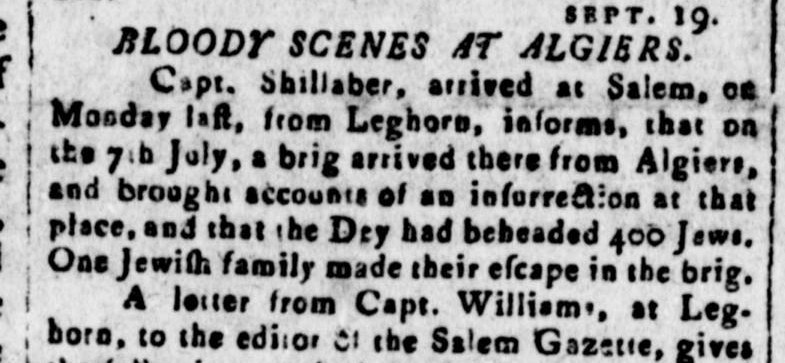 SEPT. 19.
BLOODY SCENES AT ALGIERS.
Capt. Shillaber, arrived at Salem, on
Monday laſt, from Leghorn, informs, that on
the 7th July, a brig arrived there from Algiers,
and brought accounts of an inſurrection at that
place, and that the Dey had beheaded 400 Jews.
One Jewiſh family made their eſcape in the brig.
A letter from Capt. Williams, at Leg-
horn, to the editor of the Salem Gazette, gives